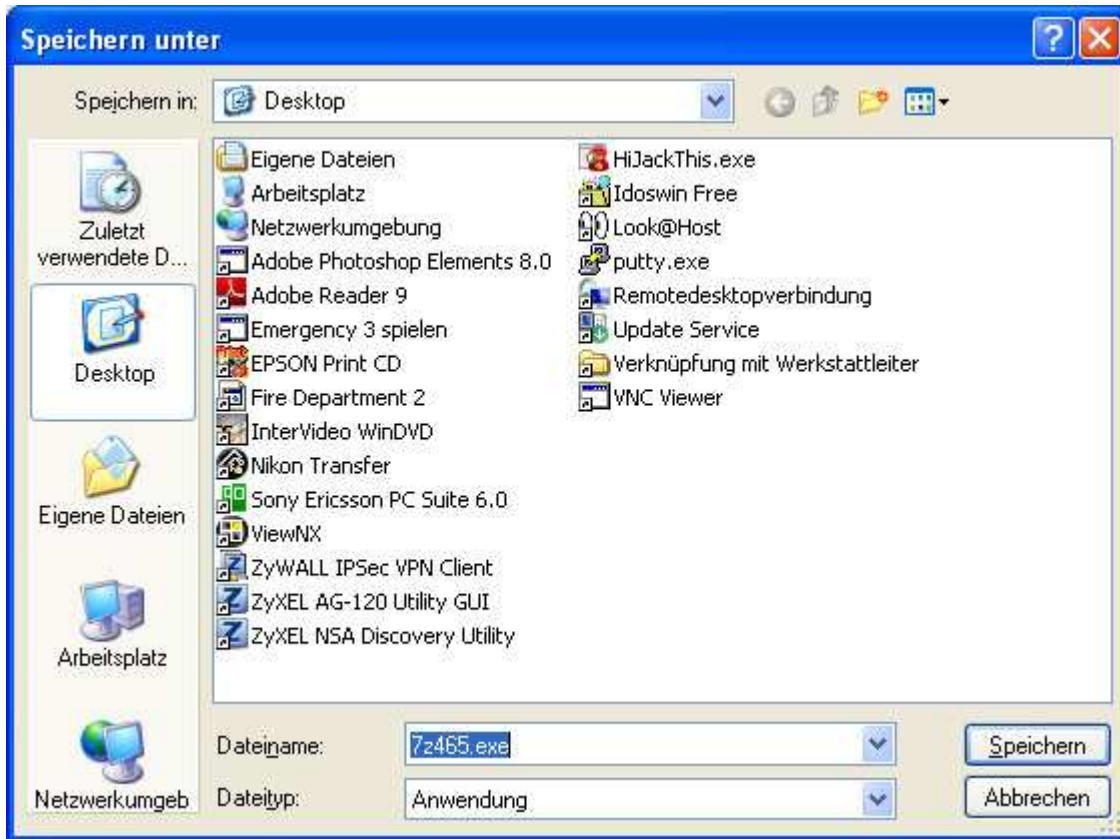 Speichern unter
Speichern in:
Desktop
Zuletzt
verwendete D...
Desktop
Eigene Dateien
Arbeitsplatz
Netzwerkumgeb
Eigene Dateien
Arbeitsplatz
Netzwerkumgebung
Adobe Photoshop Elements 8.0
Adobe Reader 9
Emergency 3 spielen
EPSON Print CD
Fire Department 2
InterVideo WinDVD
Nikon Transfer
Sony Ericsson PC Suite 6.0
ViewNX
ZyWALL IPSec VPN Client
ZyXEL AG-120 Utility GUI
ZyXEL NSA Discovery Utility
HiJackThis.exe
Idoswin Free
Look@Host
putty.exe
Remotedesktopverbindung
Update Service
Verknüpfung mit Werkstattleiter
VNC Viewer
Dateiname:
7z465.exe
Speichern
Dateityp:
Anwendung
Abbrechen